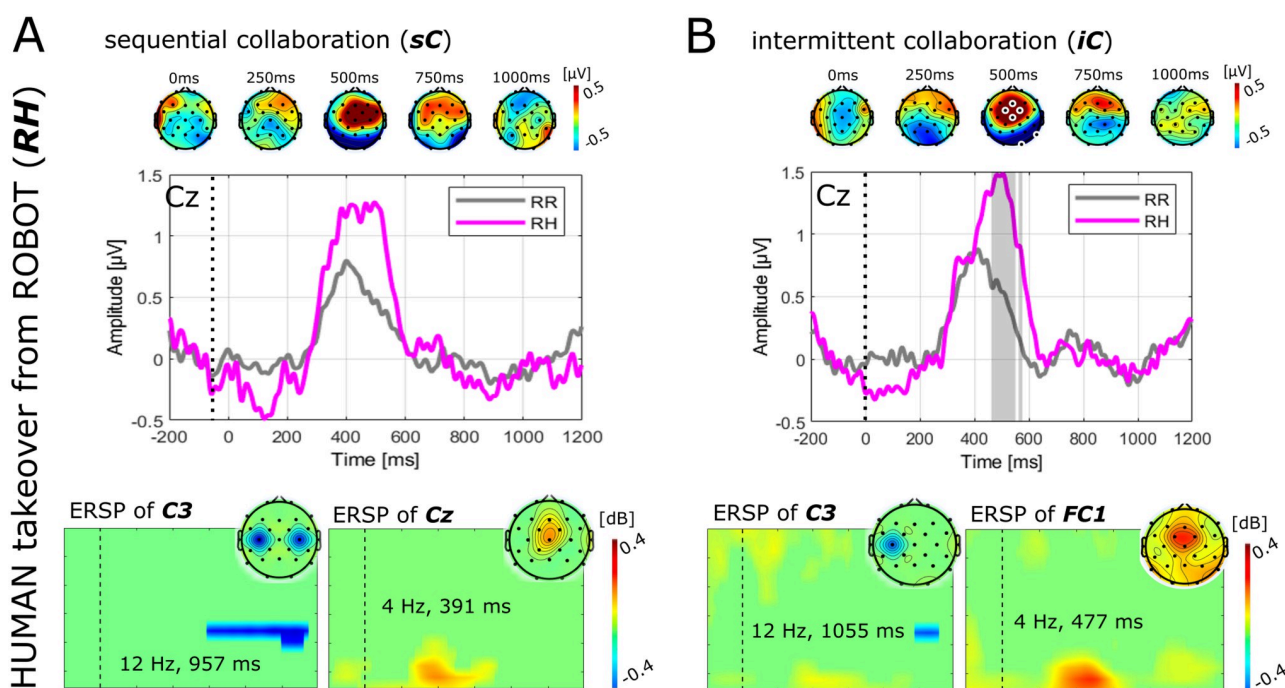 HUMAN takeover from ROBOT (RH)
A
sequential collaboration (sC)
0ms 250ms 500ms 750ms 1000ms [µV]
0.5
-0.5
Cz
RR
RH
Amplitude [µV]
1.5
1
0.5
0
-0.5
-200 0 200 400 600 800 1000 1200
Time [ms]
ERSP of C3
12 Hz, 957 ms
ERSP of Cz
4 Hz, 391 ms
[dB]
0.4
-0.4
B
intermittent collaboration (iC)
0ms 250ms 500ms 750ms 1000ms [µV]
0.5
-0.5
Cz
RR
RH
Amplitude [µV]
1.5
1
0.5
0
-0.5
-200 0 200 400 600 800 1000 1200
Time [ms]
ERSP of C3
12 Hz, 1055 ms
ERSP of FC1
4 Hz, 477 ms
[dB]
0.4
-0.4